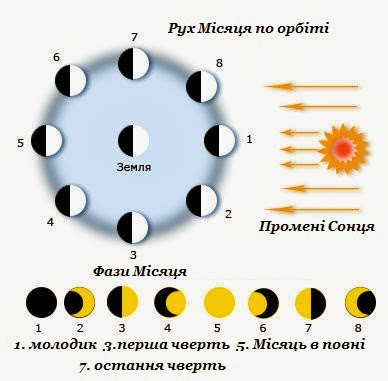 Рух Місяця по орбіті
7
6
8
5
1
Земля
4
2
3
Промені Сонця
Фази Місяця
1 2 3 4 5 6 7 8
1. молодик 3.перша чверть 5. Місяць в повні
7. остання чверть